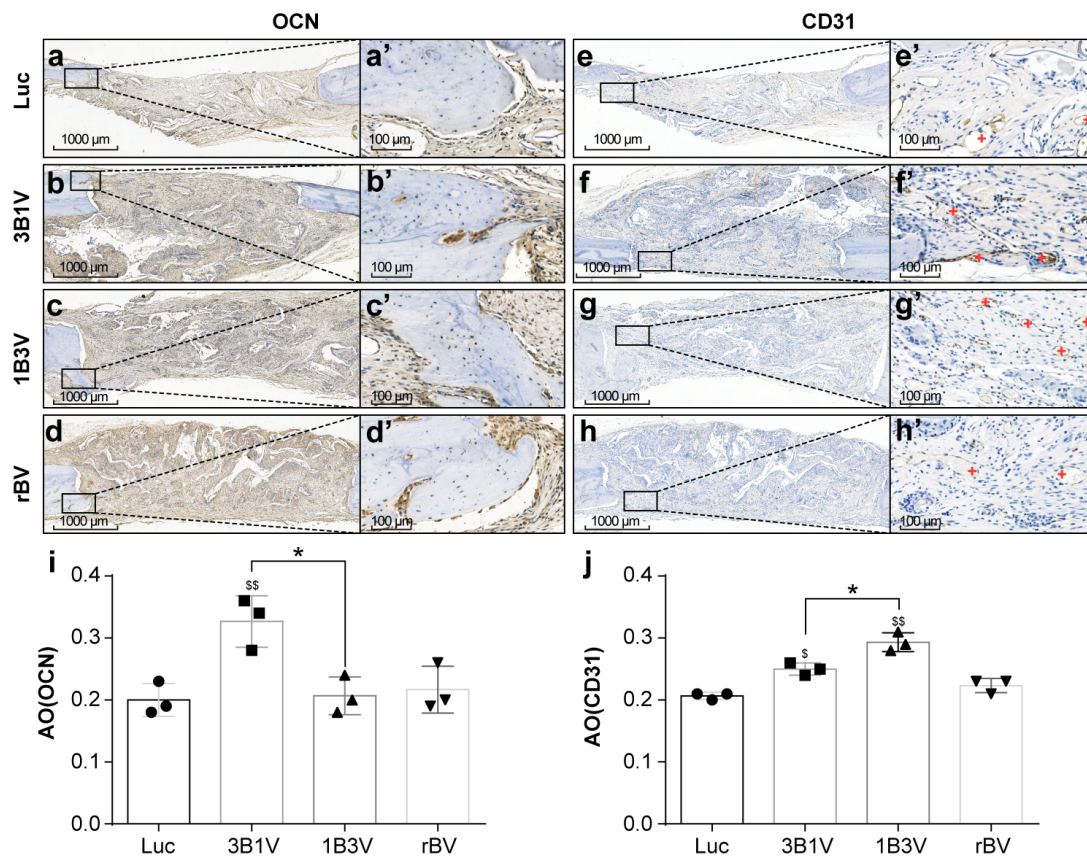 OCN CD31
Luc
a
1000 μm
a'
100 μm
e
1000 μm
e'
100 μm
3B1V
b
1000 μm
b'
100 μm
f
1000 μm
f'
100 μm
1B3V
c
1000 μm
c'
100 μm
g
1000 μm
g'
100 μm
rBV
d
1000 μm
d'
100 μm
h
1000 μm
h'
100 μm
i
AO(OCN)
0.4
0.3
0.2
0.1
0.0
$$
*
Luc 3B1V 1B3V rBV
j
AO(CD31)
0.4
0.3
0.2
0.1
0.0
$
*
$$
Luc 3B1V 1B3V rBV